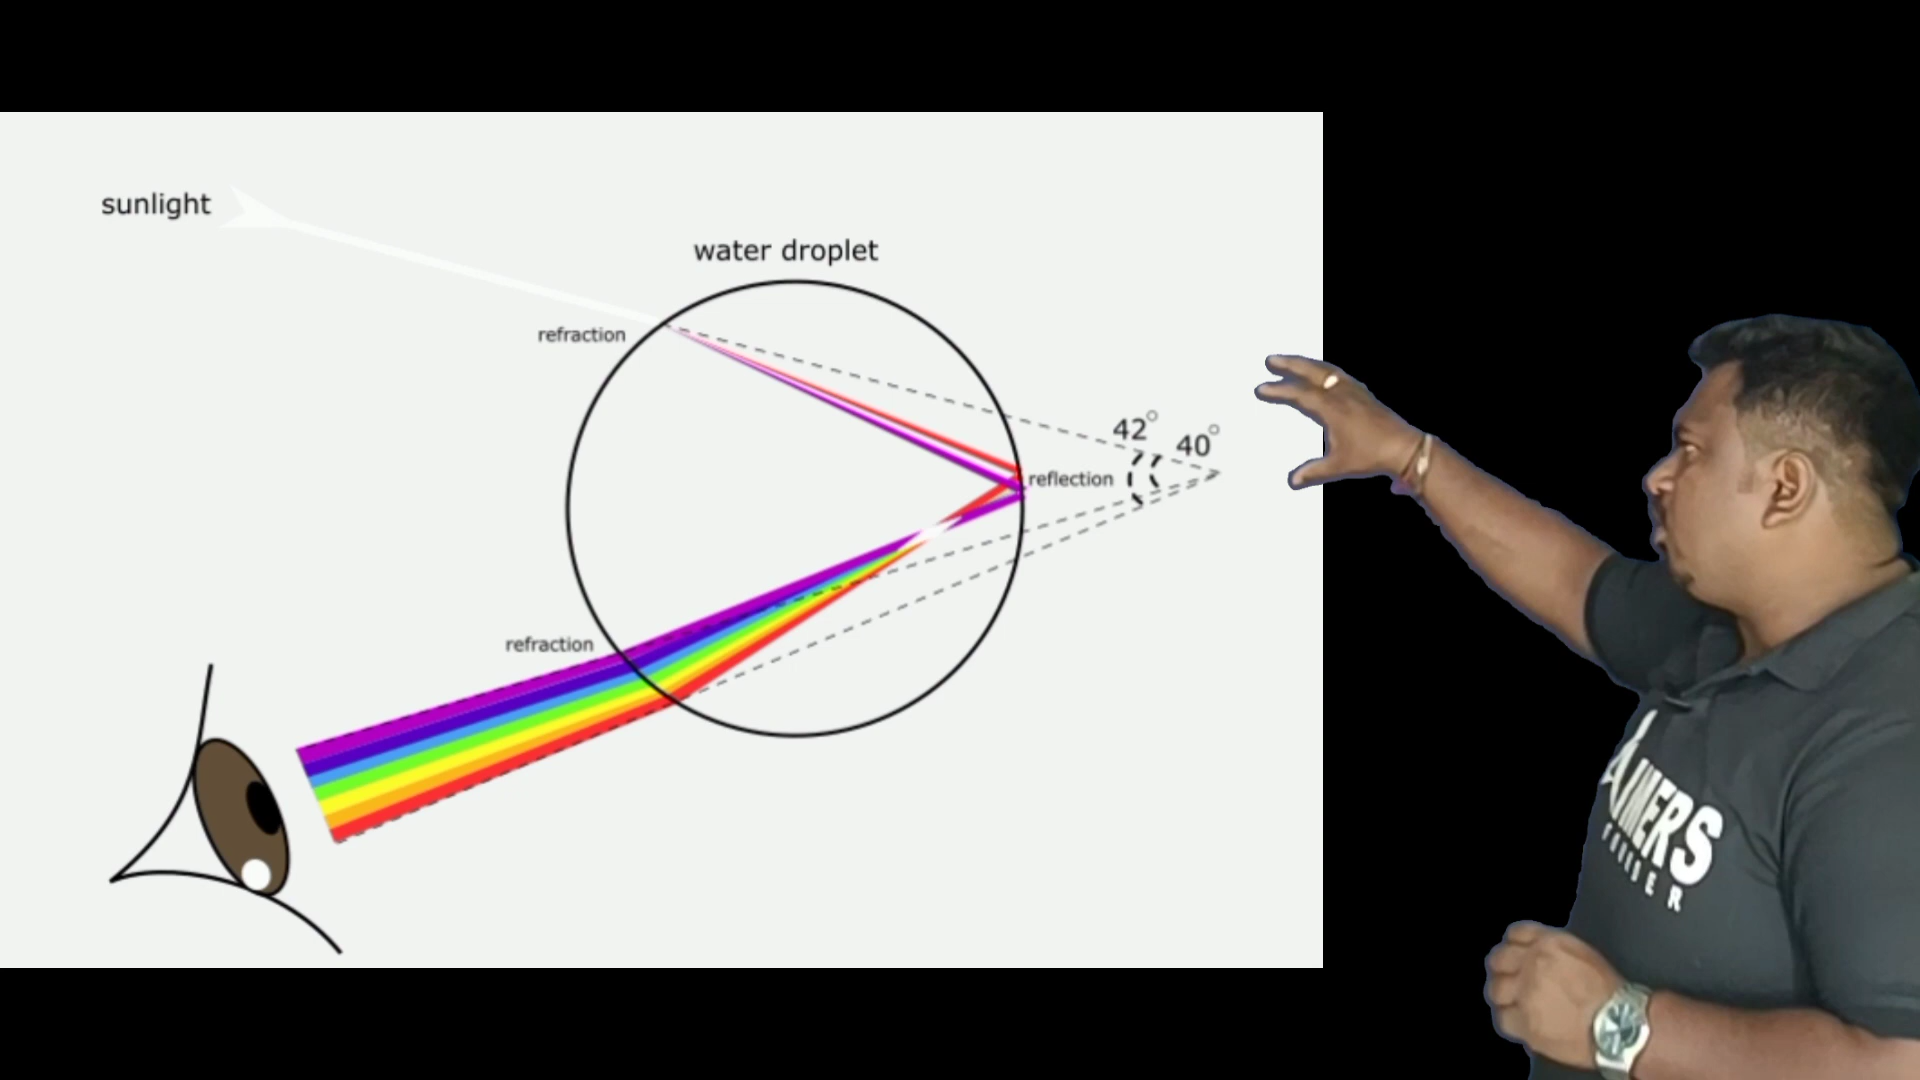 sunlight
water droplet
refraction
42°
40°
reflection
refraction